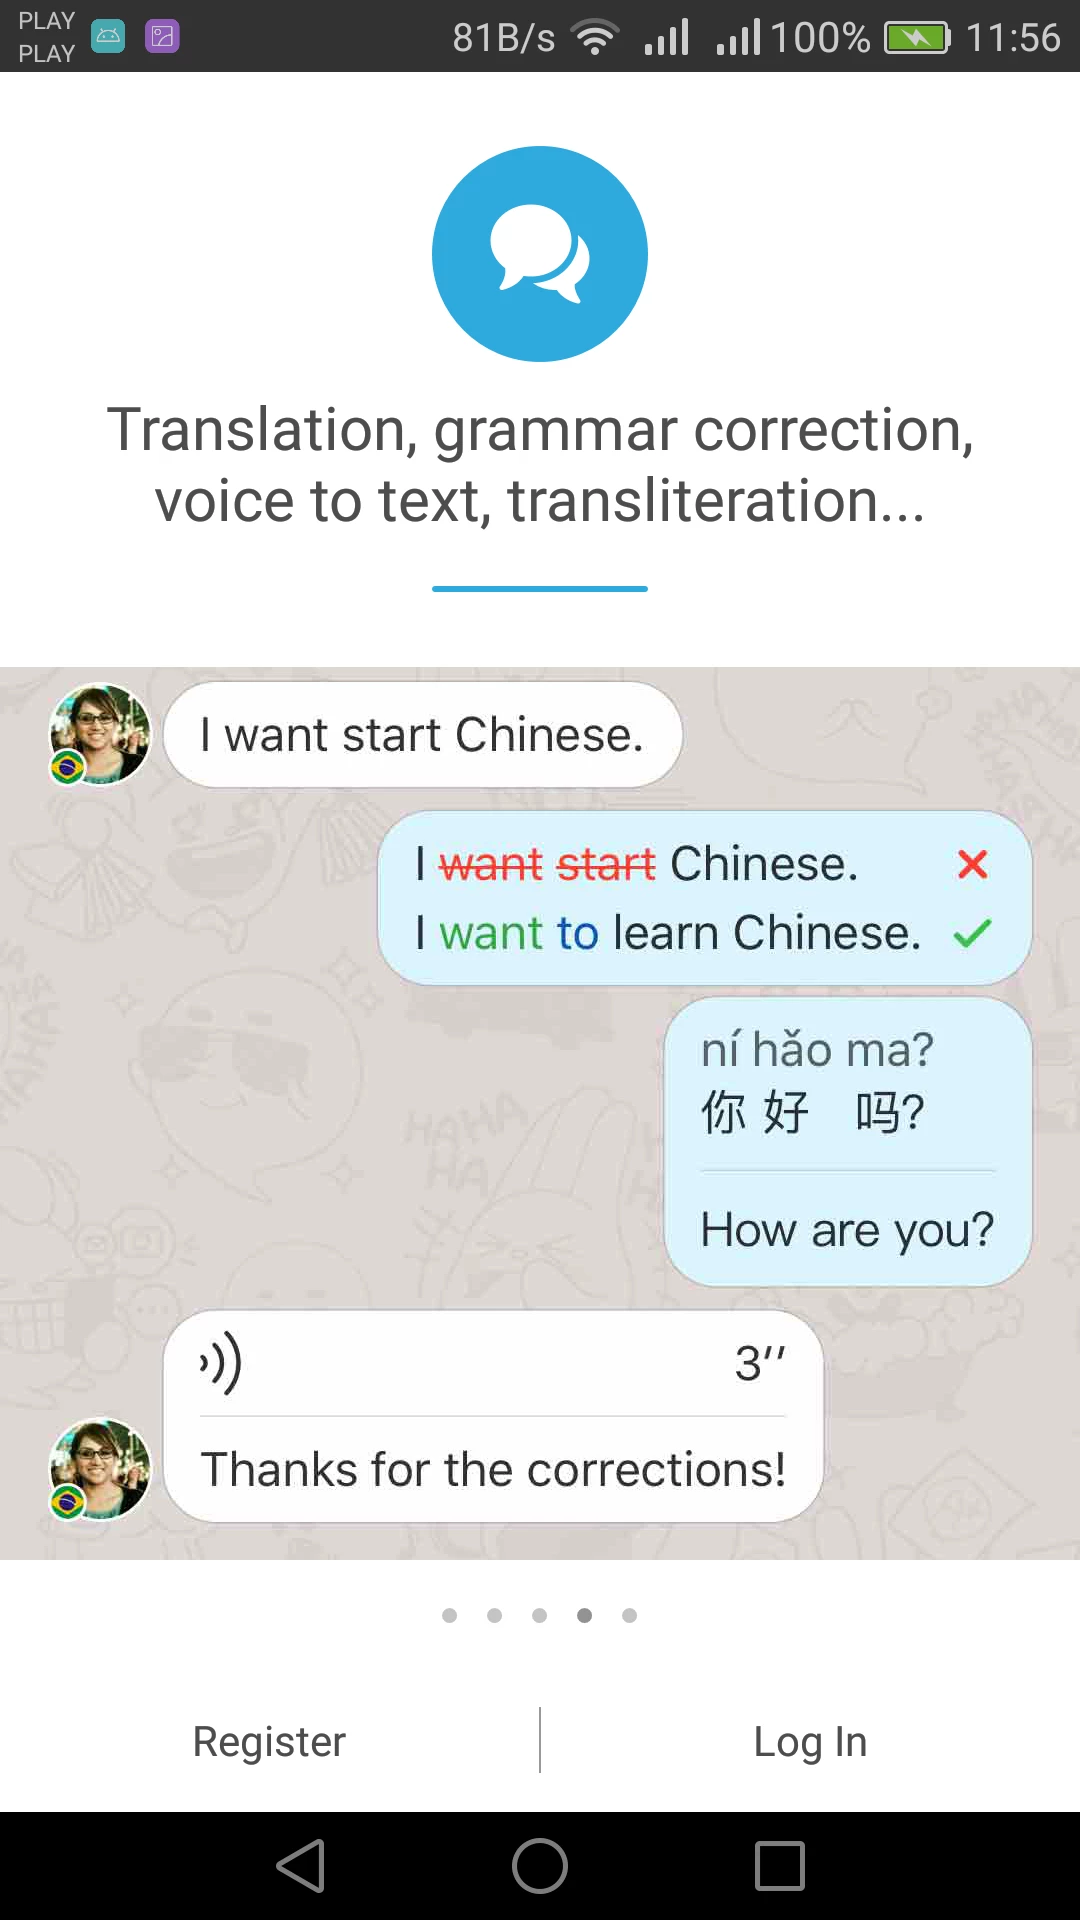 PLAY
PLAY
81B/s
100%
11:56
Translation, grammar correction,
voice to text, transliteration...
I want start Chinese.
I want start Chinese.
I want to learn Chinese.
ní hǎo ma?
你 好 吗?
How are you?
3′′
Thanks for the corrections!
HAHA
HA
Register
Log In